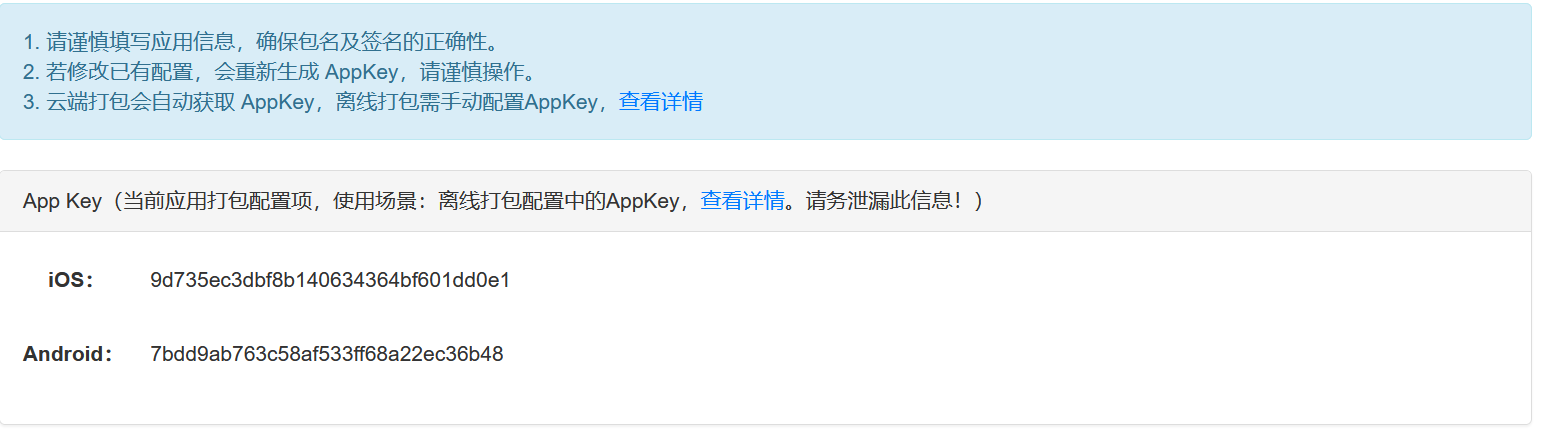 1. 请谨慎填写应用信息，确保包名及签名的正确性。
2. 若修改已有配置，会重新生成 AppKey，请谨慎操作。
3. 云端打包会自动获取 AppKey，离线打包需手动配置AppKey，查看详情
App Key（当前应用打包配置项，使用场景：离线打包配置中的AppKey，查看详情。请务泄漏此信息！）
iOS： 9d735ec3dbf8b140634364bf601dd0e1
Android： 7bdd9ab763c58af533ff68a22ec36b48